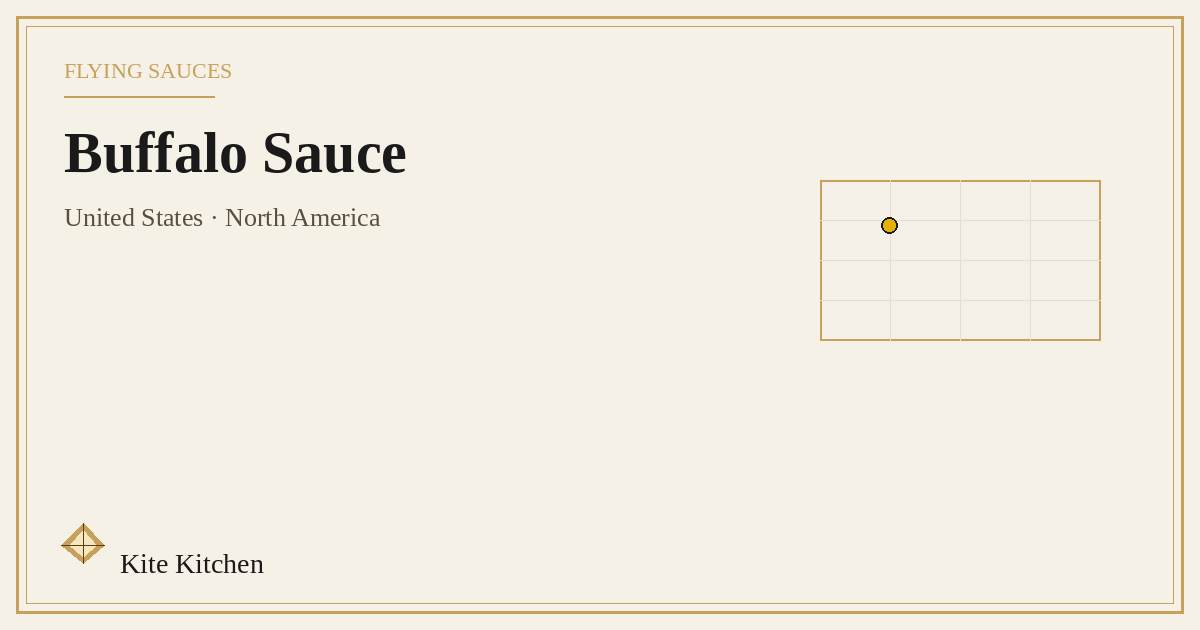 FLYING SAUCES
Buffalo Sauce
United States · North America
Kite Kitchen